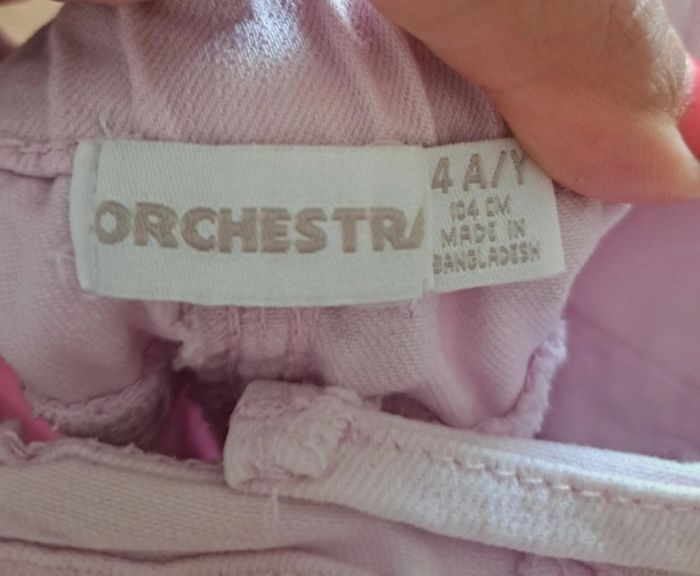 ORCHESTRA
4 A/Y
104 CM
MADE IN
BANGLADESH